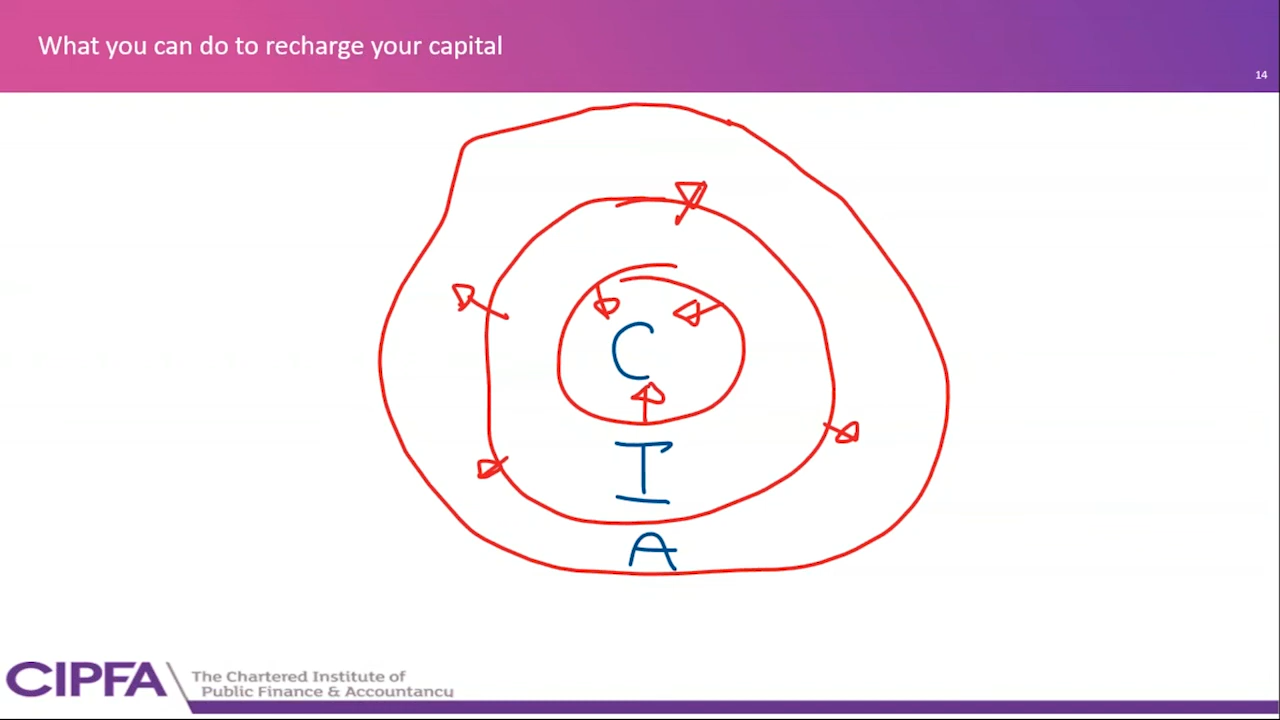 What you can do to recharge your capital
14
C
I
A
CIPFA
The Chartered Institute of
Public Finance & Accountancy